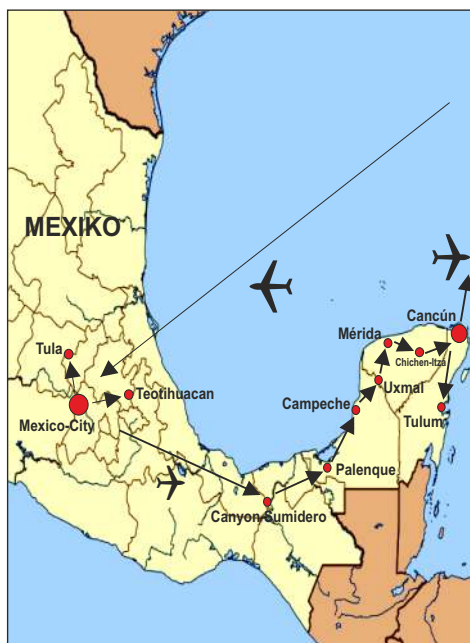 MEXIKO
Cancún
Mérida
Chichen-Itzá
Tula
Uxmal
Teotihuacan
Mexico-City
Campeche
Tulum
Palenque
Canyon Sumidero